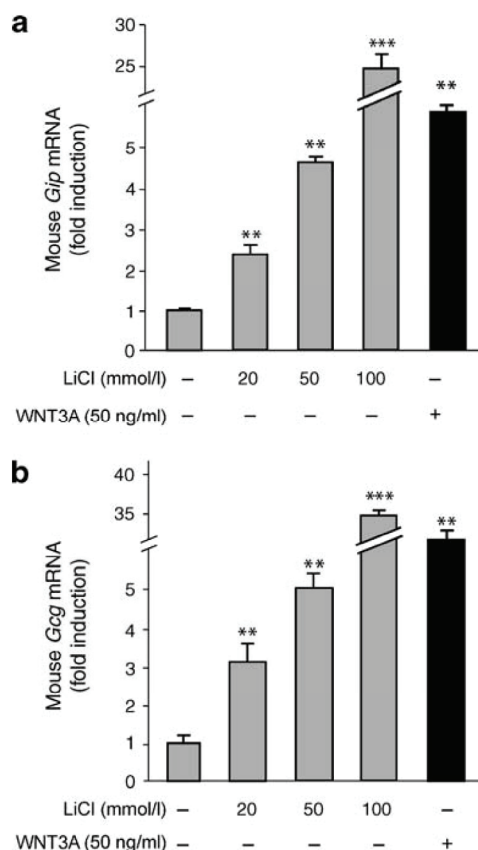 a
Mouse Gip mRNA
(fold induction)
30
25
5
4
3
2
1
0
**
**
***
**
LiCl (mmol/l) – 20 50 100 –
WNT3A (50 ng/ml) – – – – +
b
Mouse Gcg mRNA
(fold induction)
40
35
5
4
3
2
1
0
**
**
***
**
LiCl (mmol/l) – 20 50 100 –
WNT3A (50 ng/ml) – – – – +